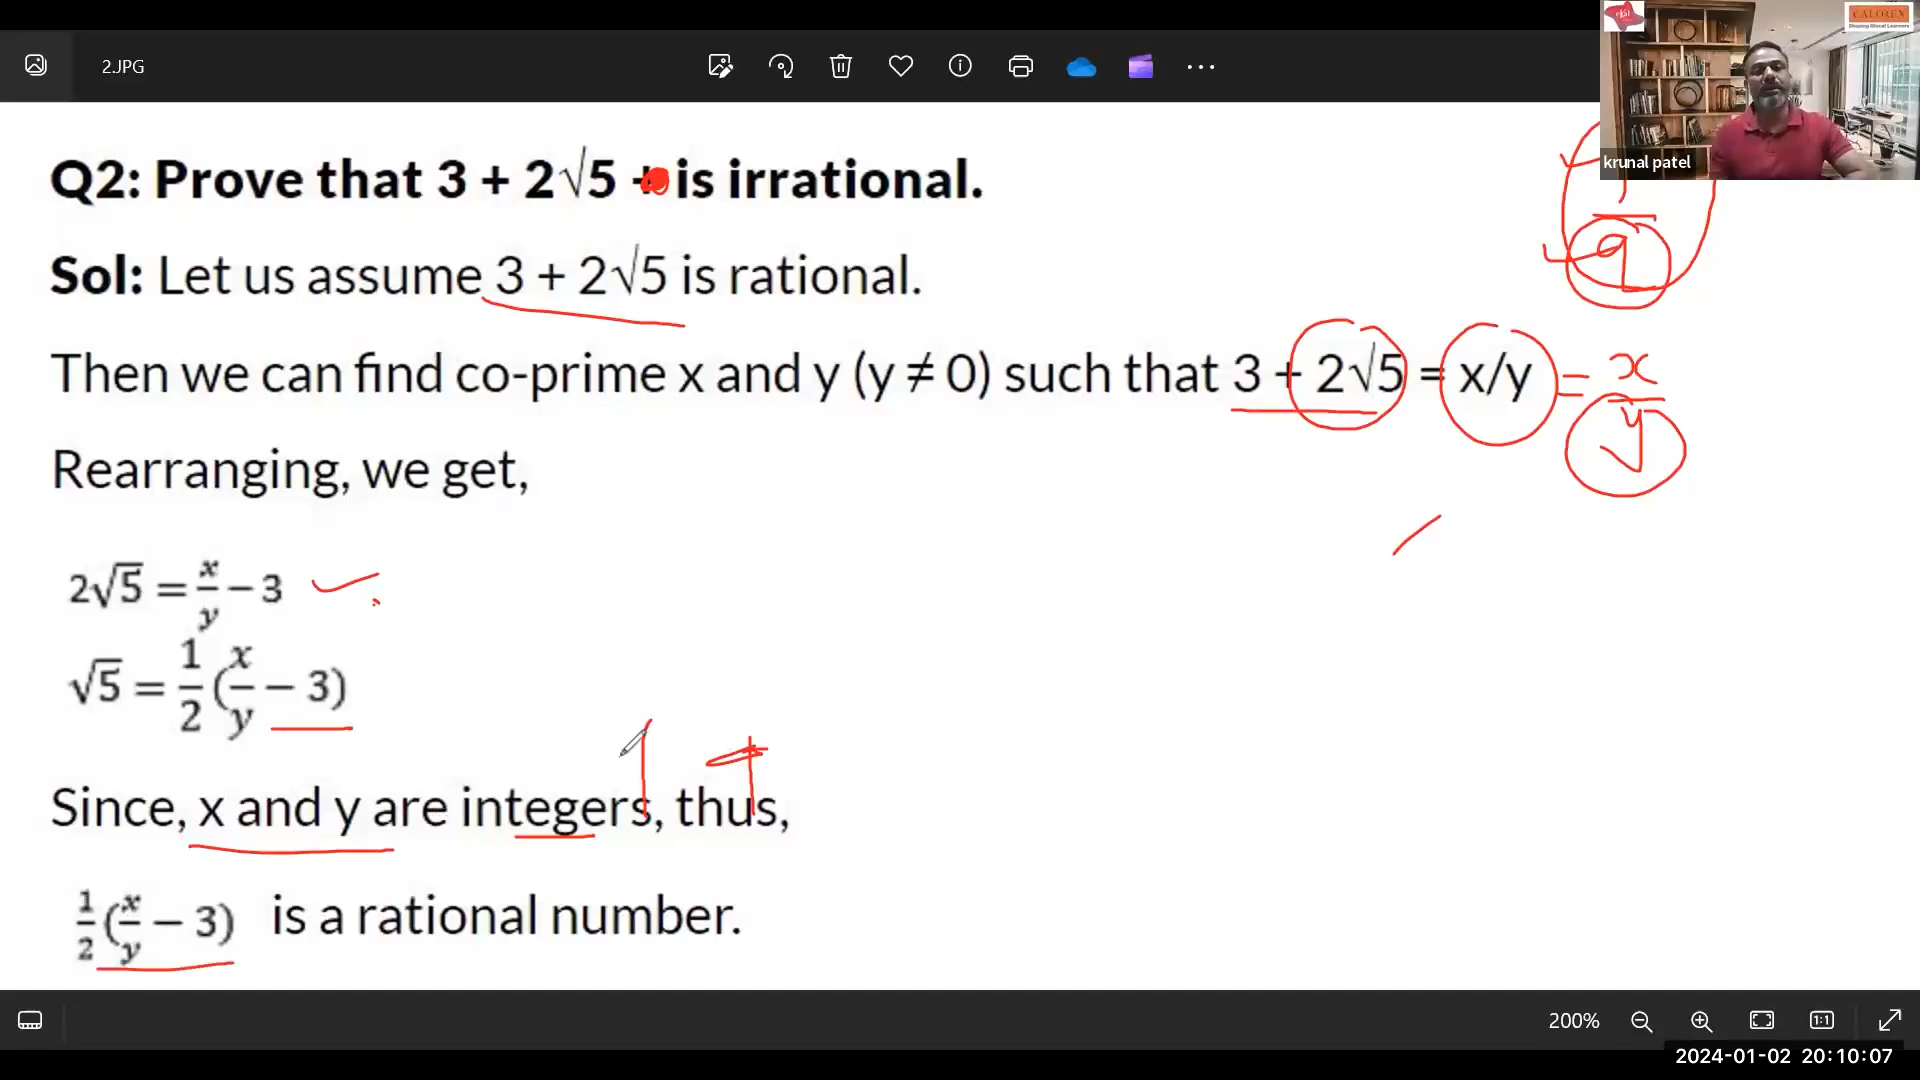 2.JPG
CALOREX
krunal patel
Q2: Prove that 3 + 2√5 + is irrational.
Sol: Let us assume 3 + 2√5 is rational.
q
Then we can find co-prime x and y (y ≠ 0) such that 3 + 2√5 = x/y = x/y
Rearranging, we get,
2√5 = x/y − 3
√5 = 1/2 (x/y − 3)
Since, x and y are integers, thus,
1/2 (x/y − 3) is a rational number.
200%
1:1
2024-01-02 20:10:07